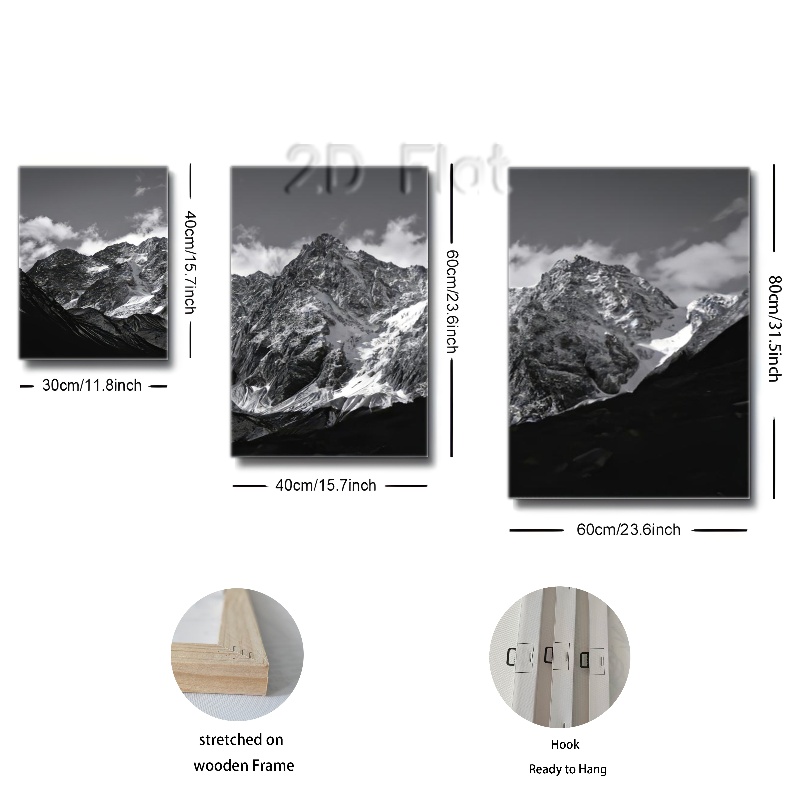 2D Flat
40cm/15.7inch
60cm/23.6inch
80cm/31.5inch
30cm/11.8inch
40cm/15.7inch
60cm/23.6inch
stretched on
wooden Frame
Hook
Ready to Hang